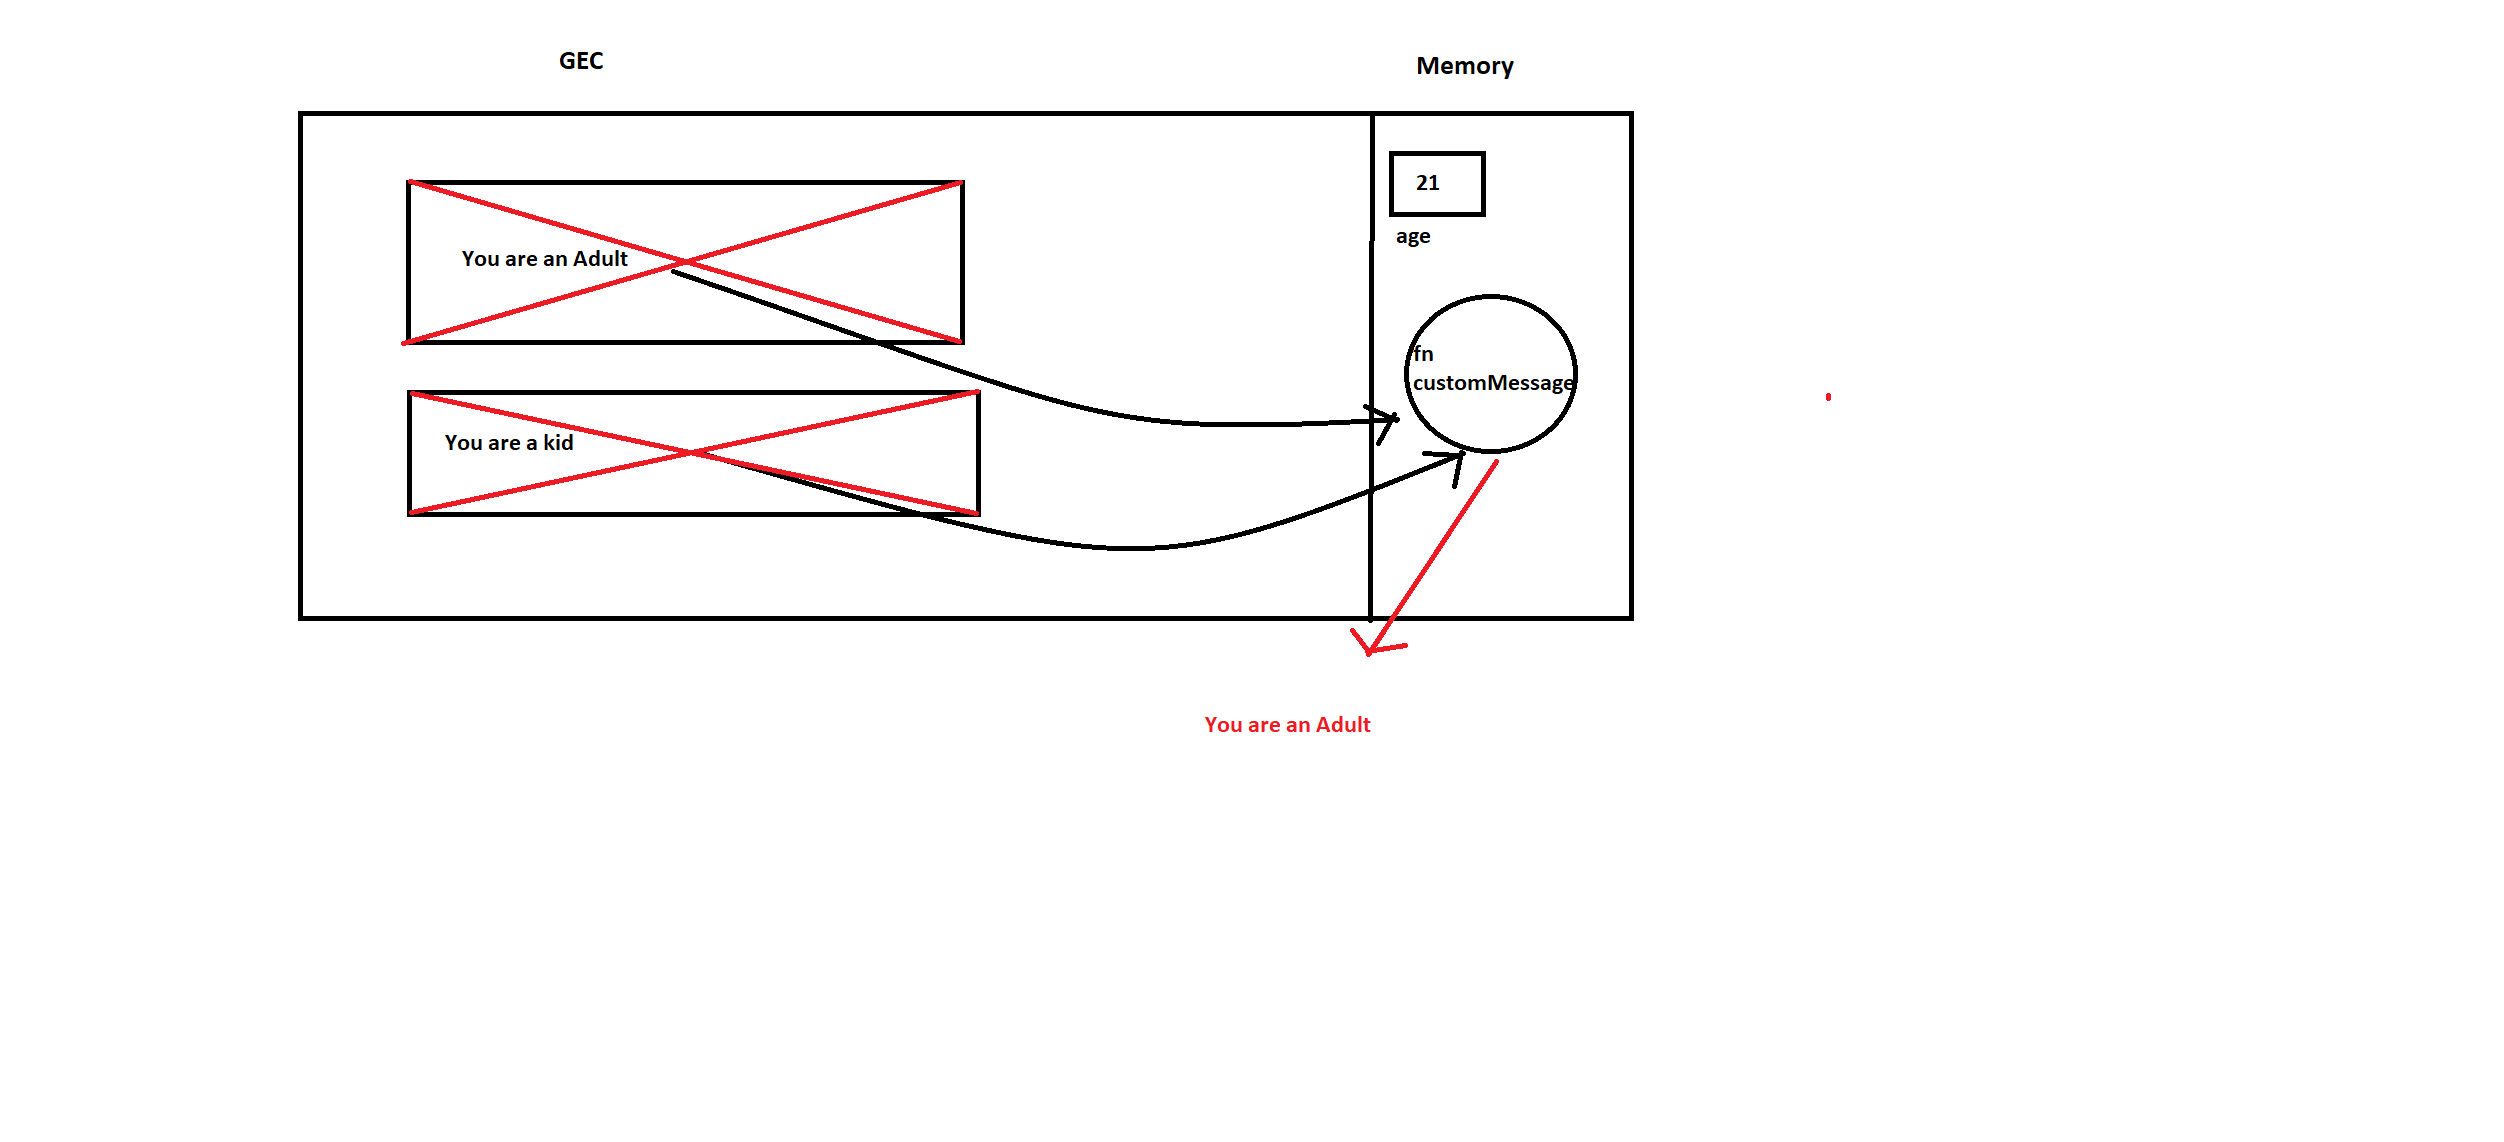 GEC
Memory
21
age
You are an Adult
fn
customMessage
You are a kid
You are an Adult